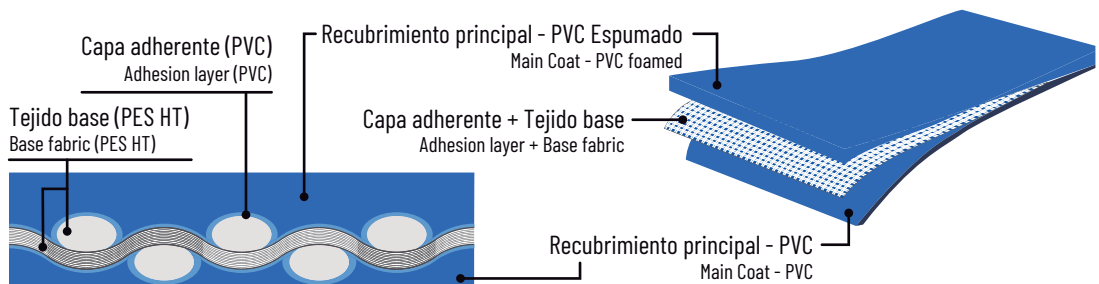 Capa adherente (PVC)
Adhesion layer (PVC)
Tejido base (PES HT)
Base fabric (PES HT)
Recubrimiento principal - PVC Espumado
Main Coat - PVC foamed
Capa adherente + Tejido base
Adhesion layer + Base fabric
Recubrimiento principal - PVC
Main Coat - PVC